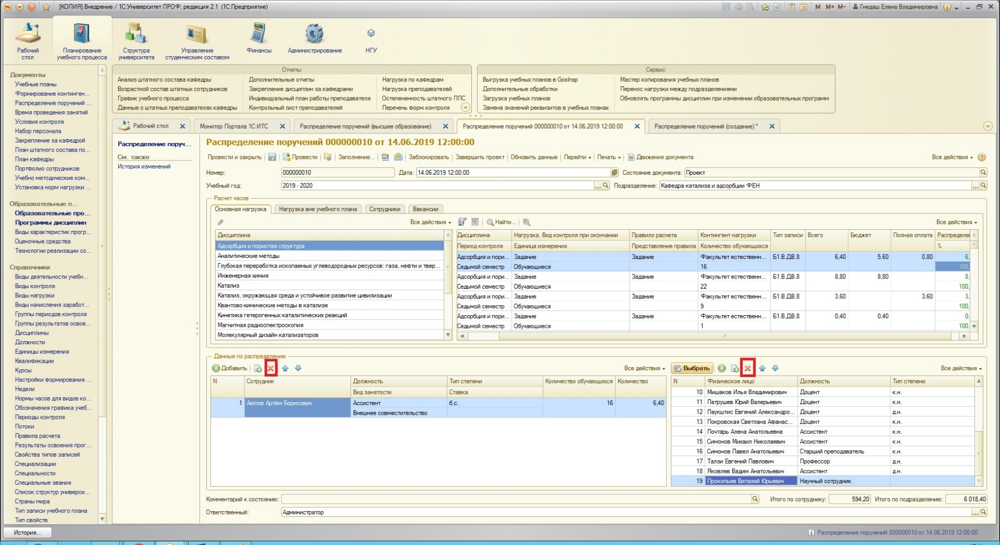 [КОПИЯ] Внедрение / 1С:Университет ПРОФ, редакция 2.1 (1С:Предприятие)
M M+ M- Гнедаш Елена Владимировна
Рабочий стол
Планирование учебного процесса
Структура университета
Управление студенческим составом
Финансы
Администрирование
НГУ
Документы
Учебные планы
Формирование континген...
Распределение поручений ...
Время проведения занятий
Условия контроля
Набор персонала
Закрепление за кафедрой
План штатного состава по...
План кафедры
Портфолио сотрудников
Учебно методические ком...
Установка норм нагрузки ...
Образовательные п...
Образовательные про...
Программы дисциплин
Виды характеристик прогр...
Оценочные средства
Технологии реализации со...
Справочники
Виды деятельности учебн...
Виды контроля
Виды нагрузки
Виды начисления заработ...
Группы периодов контроля
Группы результатов освое...
Дисциплины
Должности
Единицы измерения
Квалификации
Курсы
Настройки формирования ...
Недели
Нормы часов для видов ко...
Обозначения графика учеб...
Периоды контроля
Потоки
Правила расчета
Результаты освоения прог...
Свойства типов записей
Специализации
Специальности
Специальные звания
Список структур универси...
Страны мира
Тип записи учебного плана
Тип свойств
Отчеты
Анализ штатного состава кафедры Дополнительные отчеты Нагрузка по кафедрам
Возрастной состав штатных сотрудников Закрепление дисциплин за кафедрами Нагрузка преподавателей
График учебного процесса Индивидуальный план работы преподавателя Остепененность штатного ППС
Данные о штатных преподавателях кафедры Контрольный лист преподавателей Перечень форм контроля
Сервис
Выгрузка учебных планов в GosInsp Мастер копирования учебных планов
Дополнительные обработки Перенос нагрузки между подразделениями
Загрузка учебных планов Обновлять программы дисциплин при изменении образовательных программ
Замена значений реквизитов в учебных планах
Рабочий стол Монитор Портала 1С:ИТС Распределение поручений (высшее образование) Распределение поручений 000000010 от 14.06.2019 12:00:00 Распределение поручений (создание) *
Распределение поруч...
См. также
История изменений
Распределение поручений 000000010 от 14.06.2019 12:00:00
Провести и закрыть Провести Заполнение... Заблокировать Завершить проект Обновить данные Перейти Печать Движения документа Все действия
Номер: 000000010 Дата: 14.06.2019 12:00:00 Состояние документа: Проект
Учебный год: 2019 - 2020 ... Подразделение: Кафедра катализа и адсорбции ФЕН ...
Расчет часов
Основная нагрузка Нагрузка вне учебного плана Сотрудники Вакансии
Все действия
Дисциплина
Адсорбция и пористая структура
Аналитические методы
Глубокая переработка ископаемых углеводородных ресурсов: газа, нефти и твер...
Инженерная химия
Катализ
Катализ, окружающая среда и устойчивое развитие цивилизации
Квантово-химические методы в катализе
Кинетика гетерогенных каталитических реакций
Магнитная радиоспектроскопия
Молекулярный дизайн катализаторов
Найти... Все действия
Дисциплина Нагрузка, Вид контроля при окончании Правило расчета Контингент нагрузки Тип записи Всего Бюджет Полная оплата Распределен
Период контроля Единица измерения Представление правила Количество обучающихся %
Адсорбция и пори... Задание Задание Факультет естественн... Б1.В.ДВ.8 6,40 5,60 0,80 6,
Седьмой семестр Обучающиеся 16 100,
Адсорбция и пори... Задание Задание Факультет естественн... Б1.В.ДВ.8 8,80 8,80 8,
Седьмой семестр Обучающиеся 22 100,
Адсорбция и пори... Задание Задание Факультет естественн... Б1.В.ДВ.8 3,60 3,60 3,
Седьмой семестр Обучающиеся 9 100,
Адсорбция и пори... Задание Задание Факультет естественн... Б1.В.ДВ.8 0,40 0,40 0,
Седьмой семестр Обучающиеся 1 100,
Данные по распределению
Добавить Все действия
N Сотрудник Должность Тип степени Количество обучающихся Количество
Вид занятости Ставка
1 Аюпов Артём Борисович Ассистент б.с. 16 6,40
Внешнее совместительство
Выбрать Все действия
N Физическое лицо Должность Тип степени
10 Мишаков Илья Владимирович Доцент к.н.
11 Патрушев Юрий Валерьевич Доцент к.н.
12 Паукштис Евгений Александро... Доцент д.н.
13 Покровская Светлана Афанас... Доцент к.н.
14 Почтарь Алена Анатольевна Ассистент к.н.
15 Симонов Михаил Николаевич Ассистент к.н.
16 Симонов Павел Анатольевич Старший преподаватель к.н.
17 Талзи Евгений Павлович Профессор д.н.
18 Яковлев Вадим Анатольевич Ассистент д.н.
19 Прокопьев Виталий Юрьевич Научный сотрудник
Комментарий к состоянию: Итого по сотруднику: 594,20 Итого по подразделению: 6 018,40
Ответственный: Администратор ...
История... Распределение поручений 000000010 от 14.06.2019 12:00:00